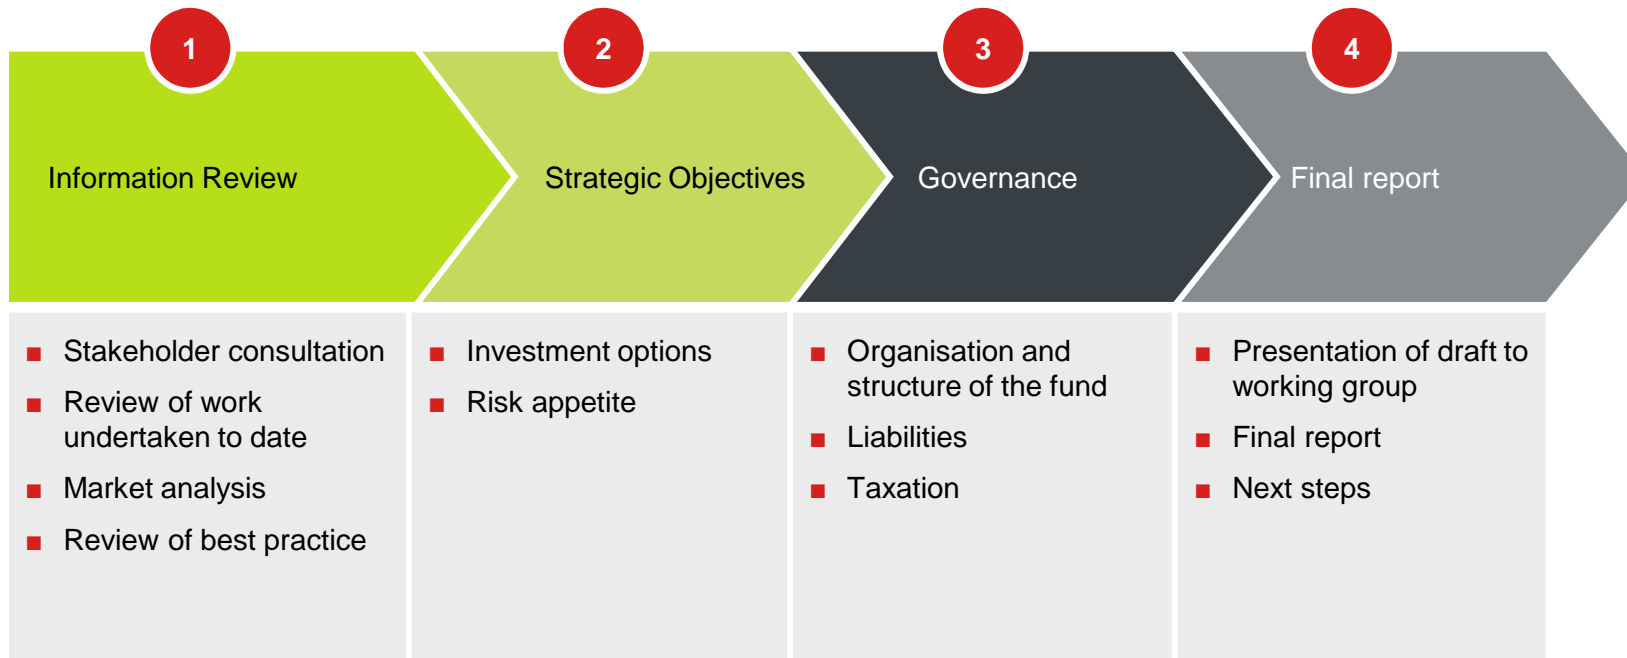 1
2
3
4
Information Review
Strategic Objectives
Governance
Final report
■ Stakeholder consultation
■ Review of work
undertaken to date
■ Market analysis
■ Review of best practice
■ Investment options
■ Risk appetite
■ Organisation and
structure of the fund
■ Liabilities
■ Taxation
■ Presentation of draft to
working group
■ Final report
■ Next steps